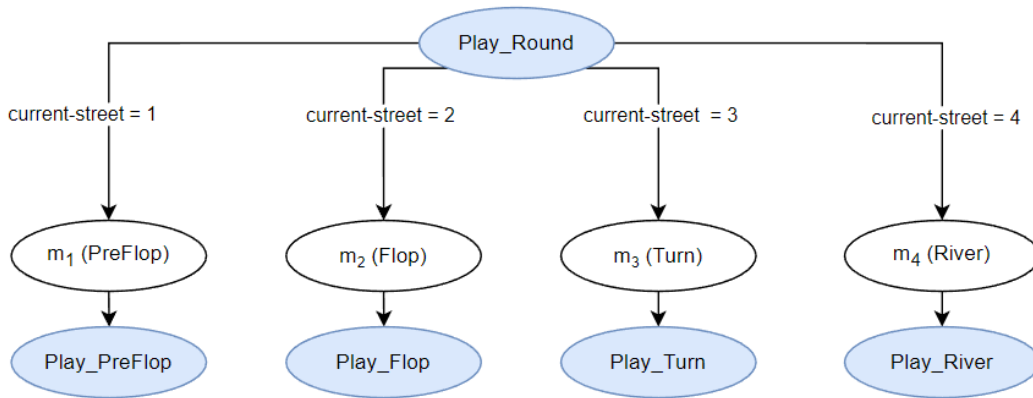 Play_Round
current-street = 1
current-street = 2
current-street  = 3
current-street = 4
m1 (PreFlop)
m2 (Flop)
m3 (Turn)
m4 (River)
Play_PreFlop
Play_Flop
Play_Turn
Play_River